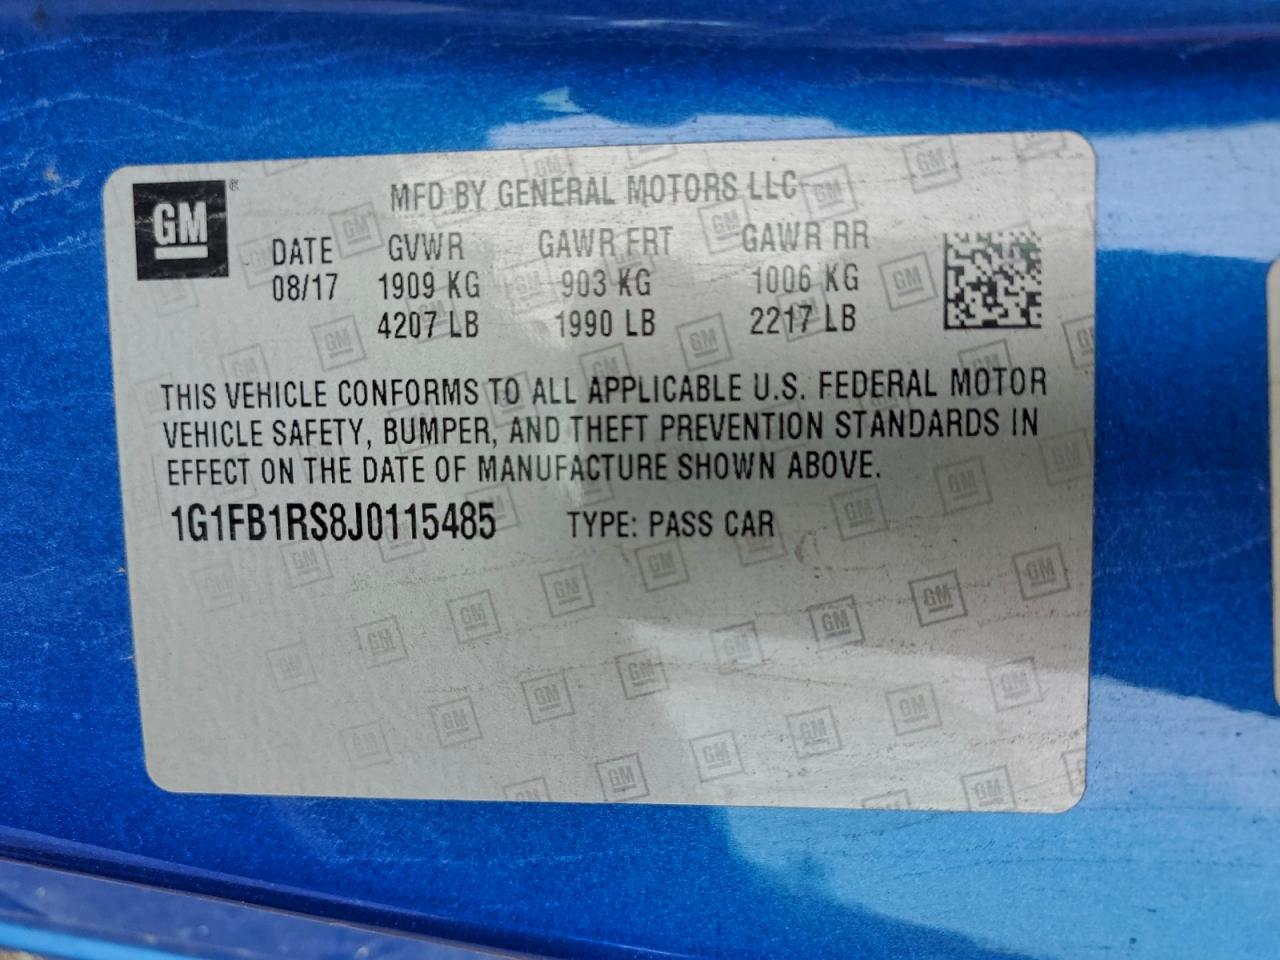 GM®
MFD BY GENERAL MOTORS LLC
DATE GVWR GAWR FRT GAWR RR
08/17 1909 KG 903 KG 1006 KG
4207 LB 1990 LB 2217 LB
THIS VEHICLE CONFORMS TO ALL APPLICABLE U.S. FEDERAL MOTOR
VEHICLE SAFETY, BUMPER, AND THEFT PREVENTION STANDARDS IN
EFFECT ON THE DATE OF MANUFACTURE SHOWN ABOVE.
1G1FB1RS8J0115485 TYPE: PASS CAR